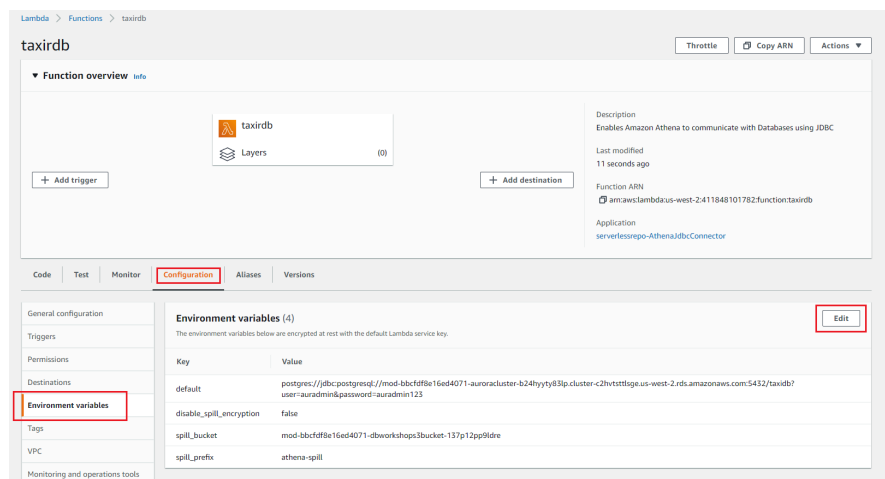 Lambda > Functions > taxirdb
taxirdb
Throttle
Copy ARN
Actions ▼
▼ Function overview Info
taxirdb
Layers (0)
+ Add trigger
+ Add destination
Description
Enables Amazon Athena to communicate with Databases using JDBC
Last modified
11 seconds ago
Function ARN
arn:aws:lambda:us-west-2:411848101782:function:taxirdb
Application
serverlessrepo-AthenaJdbcConnector
Code Test Monitor Configuration Aliases Versions
General configuration
Triggers
Permissions
Destinations
Environment variables
Tags
VPC
Monitoring and operations tools
Environment variables (4)
Edit
The environment variables below are encrypted at rest with the default Lambda service key.
Key Value
default postgres://jdbc:postgresql://mod-bbcfdf8e16ed4071-auroracluster-b24hyyty83lp.cluster-c2hvtsttlsge.us-west-2.rds.amazonaws.com:5432/taxidb?
user=auradmin&password=auradmin123
disable_spill_encryption false
spill_bucket mod-bbcfdf8e16ed4071-dbworkshops3bucket-137p12pp9ldre
spill_prefix athena-spill